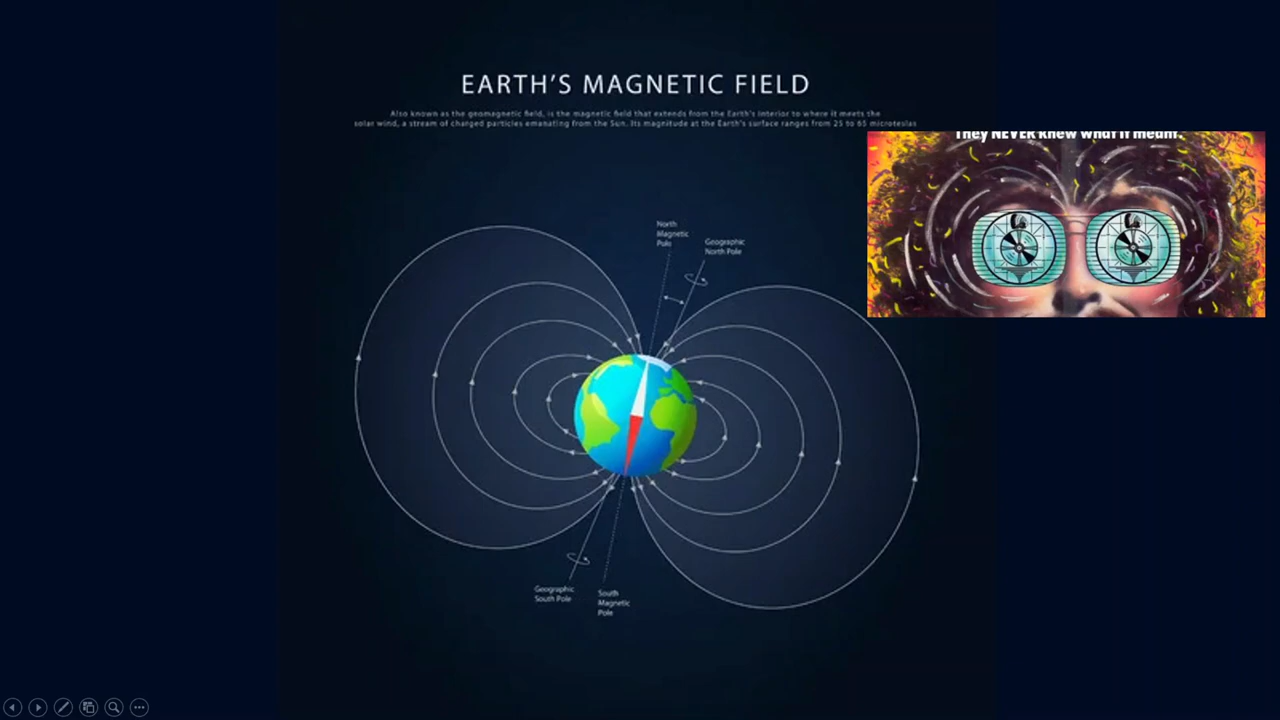 EARTH'S MAGNETIC FIELD
Also known as the geomagnetic field, is the magnetic field that extends from the Earth's interior to where it meets the
solar wind, a stream of charged particles emanating from the Sun. Its magnitude at the Earth's surface ranges from 25 to 65 microteslas
They NEVER knew what it meant.
North
Magnetic
Polo
Geographic
North Pole
Geographic
South Pole
South
Magnetic
Pole